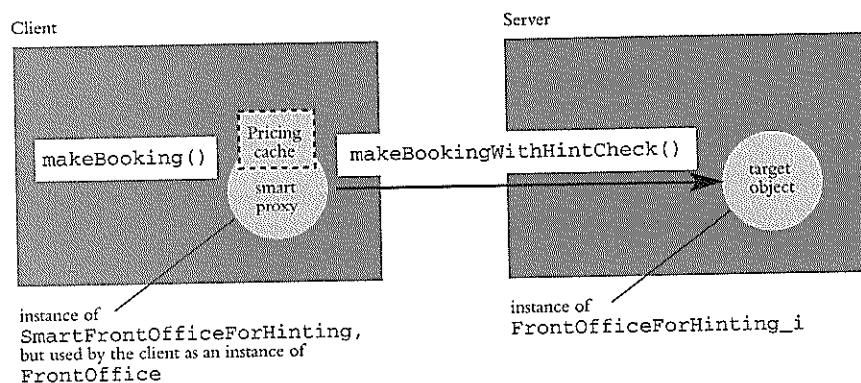 Client
Server
makeBooking()
Pricing
cache
smart
proxy
makeBookingWithHintCheck()
target
object
instance of
SmartFrontOfficeForHinting,
but used by the client as an instance of
FrontOffice
instance of
FrontOfficeForHinting_i